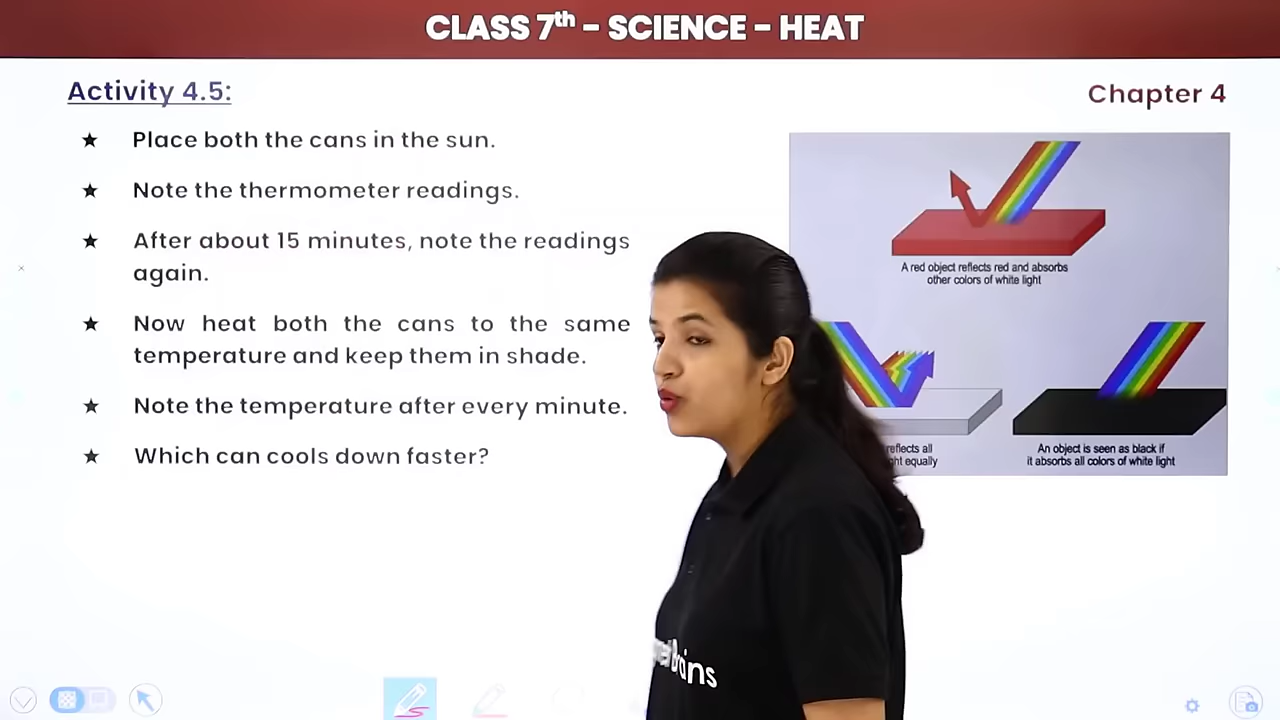 CLASS 7th - SCIENCE - HEAT
Activity 4.5:
Chapter 4
★ Place both the cans in the sun.
★ Note the thermometer readings.
★ After about 15 minutes, note the readings
again.
★ Now heat both the cans to the same
temperature and keep them in shade.
★ Note the temperature after every minute.
★ Which can cools down faster?
A red object reflects red and absorbs
other colors of white light
reflects all
equally
An object is seen as black if
it absorbs all colors of white light